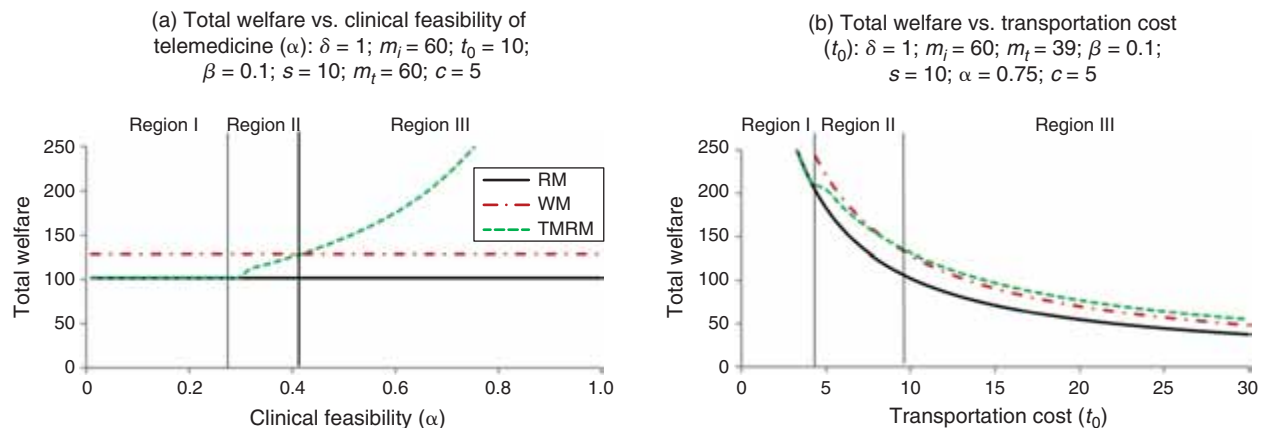 (a) Total welfare vs. clinical feasibility of
telemedicine (α): δ = 1; mᵢ = 60; t₀ = 10;
β = 0.1; s = 10; mₜ = 60; c = 5
Region I Region II Region III
250
200
150
100
50
0
Total welfare
RM
WM
TMRM
0 0.2 0.4 0.6 0.8 1.0
Clinical feasibility (α)
(b) Total welfare vs. transportation cost
(t₀): δ = 1; mᵢ = 60; mₜ = 39; β = 0.1;
s = 10; α = 0.75; c = 5
Region I Region II Region III
250
200
150
100
50
0
Total welfare
0 5 10 15 20 25 30
Transportation cost (t₀)